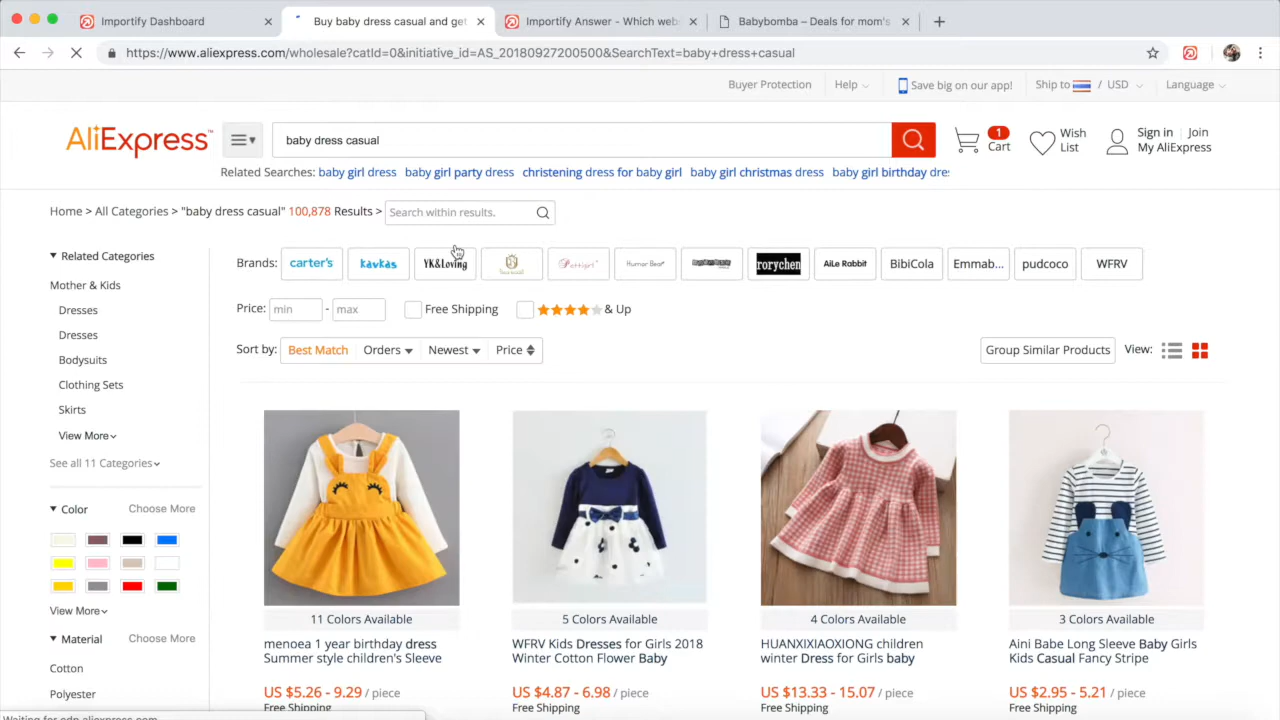 Importify Dashboard
Buy baby dress casual and get
Importify Answer - Which webs
Babybomba – Deals for mom's
https://www.aliexpress.com/wholesale?catId=0&initiative_id=AS_20180927200500&SearchText=baby+dress+casual
Buyer Protection Help Save big on our app! Ship to / USD Language
AliExpress™
baby dress casual
1
Cart
Wish
List
Sign in Join
My AliExpress
Related Searches: baby girl dress baby girl party dress christening dress for baby girl baby girl christmas dress baby girl birthday dre
Home > All Categories > "baby dress casual" 100,878 Results > Search within results.
Related Categories
Mother & Kids
Dresses
Dresses
Bodysuits
Clothing Sets
Skirts
View More
See all 11 Categories
Color Choose More
View More
Material Choose More
Cotton
Polyester
Brands: carter's kavkas YK&Loving Humor Bear rorychen AiLe Rabbit BibiCola Emmab... pudcoco WFRV
Price: min - max Free Shipping & Up
Sort by: Best Match Orders Newest Price Group Similar Products View:
11 Colors Available
menoea 1 year birthday dress
Summer style children's Sleeve
US $5.26 - 9.29 / piece
Free Shipping
5 Colors Available
WFRV Kids Dresses for Girls 2018
Winter Cotton Flower Baby
US $4.87 - 6.98 / piece
Free Shipping
4 Colors Available
HUANXIXIAOXIONG children
winter Dress for Girls baby
US $13.33 - 15.07 / piece
Free Shipping
3 Colors Available
Aini Babe Long Sleeve Baby Girls
Kids Casual Fancy Stripe
US $2.95 - 5.21 / piece
Free Shipping